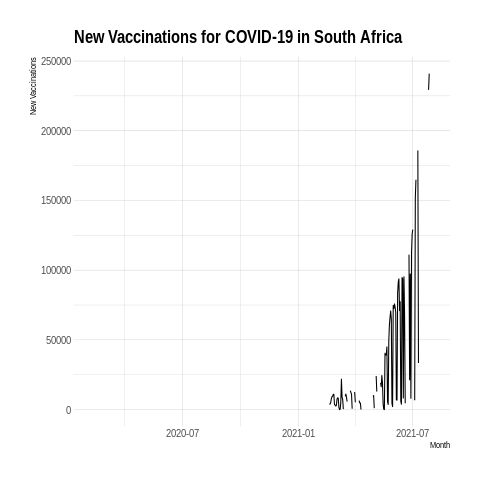 New Vaccinations for COVID-19 in South Africa
New Vaccinations
250000
200000
150000
100000
50000
0
2020-07 2021-01 2021-07
Month